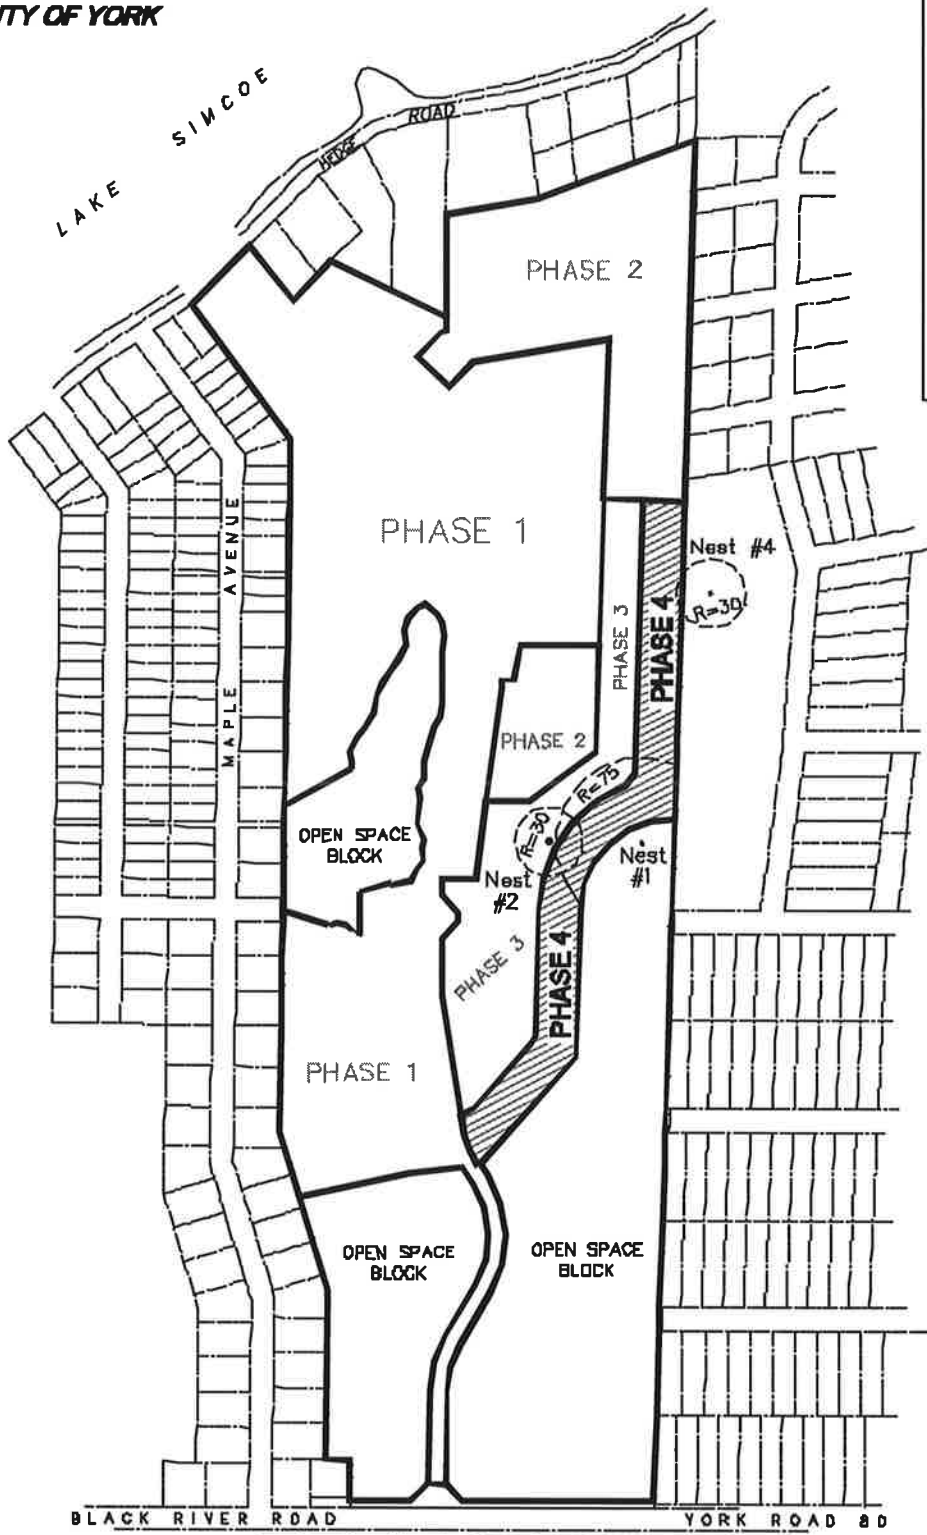 ITY OF YORK
LAKE SIMCOE
HEDGE ROAD
PHASE 2
PHASE 1
MAPLE AVENUE
Nest #4
R=30
PHASE 3
PHASE 4
PHASE 2
R=75
R=30
OPEN SPACE
BLOCK
Nest
#2
Nest
#1
PHASE 3
PHASE 4
PHASE 1
OPEN SPACE
BLOCK
OPEN SPACE
BLOCK
BLACK RIVER ROAD
YORK ROAD 80